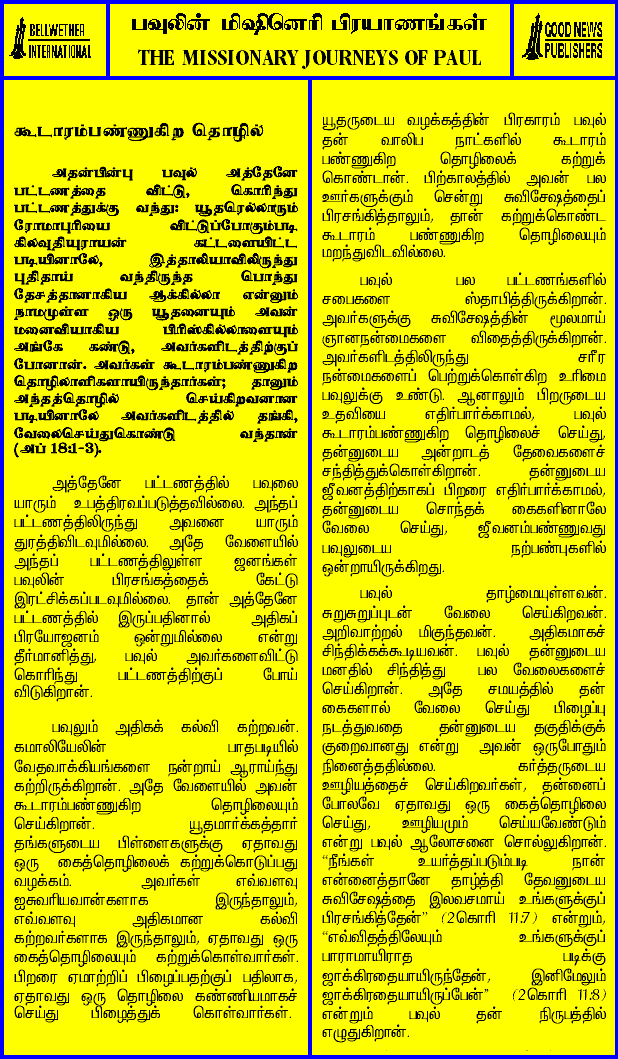 BELLWETHER
INTERNATIONAL
பவுலின் மிஷினெரி பிரயாணங்கள்
THE MISSIONARY JOURNEYS OF PAUL
GOOD NEWS
PUBLISHERS
கூடாரம்பண்ணுகிற தொழில்
அதன்பின்பு பவுல் அத்தேனே
பட்டணத்தை விட்டு, கொரிந்து
பட்டணத்துக்கு வந்து: யூதரெல்லாரும்
ரோமாபுரியை விட்டுப்போகும்படி
கிலவுதியுராயன் கட்டளையிட்ட
படியினாலே, இத்தாலியாவிலிருந்து
புதிதாய் வந்திருந்த பொந்து
தேசத்தானாகிய ஆக்கில்லா என்னும்
நாமமுள்ள ஒரு யூதனையும் அவன்
மனைவியாகிய பிரிஸ்கில்லாளையும்
அங்கே கண்டு, அவர்களிடத்திற்குப்
போனான். அவர்கள் கூடாரம்பண்ணுகிற
தொழிலாளிகளாயிருந்தார்கள்; தானும்
அந்தத்தொழில் செய்கிறவனான
படியினாலே அவர்களிடத்தில் தங்கி,
வேலைசெய்துகொண்டு வந்தான்
(அப் 18:1-3).
அத்தேனே பட்டணத்தில் பவுலை
யாரும் உபத்திரவப்படுத்தவில்லை. அந்தப்
பட்டணத்திலிருந்து அவனை யாரும்
துரத்திவிடவுமில்லை. அதே வேளையில்
அந்தப் பட்டணத்திலுள்ள ஜனங்கள்
பவுலின் பிரசங்கத்தைக் கேட்டு
இரட்சிக்கப்படவுமில்லை. தான் அத்தேனே
பட்டணத்தில் இருப்பதினால் அதிகப்
பிரயோஜனம் ஒன்றுமில்லை என்று
தீர்மானித்து, பவுல் அவர்களைவிட்டு
கொரிந்து பட்டணத்திற்குப் போய்
விடுகிறான்.
பவுலும் அதிகக் கல்வி கற்றவன்.
கமாலியேலின் பாதபடியில்
வேதவாக்கியங்களை நன்றாய் ஆராய்ந்து
கற்றிருக்கிறான். அதே வேளையில் அவன்
கூடாரம்பண்ணுகிற தொழிலையும்
செய்கிறான். யூதமார்க்கத்தார்
தங்களுடைய பிள்ளைகளுக்கு ஏதாவது
ஒரு கைத்தொழிலைக் கற்றுக்கொடுப்பது
வழக்கம். அவர்கள் எவ்வளவு
ஐசுவரியவான்களாக இருந்தாலும்,
எவ்வளவு அதிகமான கல்வி
கற்றவர்களாக இருந்தாலும், ஏதாவது ஒரு
கைத்தொழிலையும் கற்றுக்கொள்வார்கள்.
பிறரை ஏமாற்றிப் பிழைப்பதற்குப் பதிலாக,
ஏதாவது ஒரு தொழிலை கண்ணியமாகச்
செய்து பிழைத்துக் கொள்வார்கள்.
யூதருடைய வழக்கத்தின் பிரகாரம் பவுல்
தன் வாலிப நாட்களில் கூடாரம்
பண்ணுகிற தொழிலைக் கற்றுக்
கொண்டான். பிற்காலத்தில் அவன் பல
ஊர்களுக்கும் சென்று சுவிசேஷத்தைப்
பிரசங்கித்தாலும், தான் கற்றுக்கொண்ட
கூடாரம் பண்ணுகிற தொழிலையும்
மறந்துவிடவில்லை.
பவுல் பல பட்டணங்களில்
சபைகளை ஸ்தாபித்திருக்கிறான்.
அவர்களுக்கு சுவிசேஷத்தின் மூலமாய்
ஞானநன்மைகளை விதைத்திருக்கிறான்.
அவர்களிடத்திலிருந்து சரீர
நன்மைகளைப் பெற்றுக்கொள்கிற உரிமை
பவுலுக்கு உண்டு. ஆனாலும் பிறருடைய
உதவியை எதிர்பார்க்காமல், பவுல்
கூடாரம்பண்ணுகிற தொழிலைச் செய்து,
தன்னுடைய அன்றாடத் தேவைகளைச்
சந்தித்துக்கொள்கிறான். தன்னுடைய
ஜீவனத்திற்காகப் பிறரை எதிர்பார்க்காமல்,
தன்னுடைய சொந்தக் கைகளினாலே
வேலை செய்து, ஜீவனம்பண்ணுவது
பவுலுடைய நற்பண்புகளில்
ஒன்றாயிருக்கிறது.
பவுல் தாழ்மையுள்ளவன்.
சுறுசுறுப்புடன் வேலை செய்கிறவன்.
அறிவாற்றல் மிகுந்தவன். அதிகமாகச்
சிந்திக்கக்கூடியவன். பவுல் தன்னுடைய
மனதில் சிந்தித்து பல வேலைகளைச்
செய்கிறான். அதே சமயத்தில் தன்
கைகளால் வேலை செய்து பிழைப்பு
நடத்துவதை தன்னுடைய தகுதிக்குக்
குறைவானது என்று அவன் ஒருபோதும்
நினைத்ததில்லை. கர்த்தருடைய
ஊழியத்தைச் செய்கிறவர்கள், தன்னைப்
போலவே ஏதாவது ஒரு கைத்தொழிலை
செய்து, ஊழியமும் செய்யவேண்டும்
என்று பவுல் ஆலோசனை சொல்லுகிறான்.
“நீங்கள் உயர்த்தப்படும்படி நான்
என்னைத்தானே தாழ்த்தி தேவனுடைய
சுவிசேஷத்தை இலவசமாய் உங்களுக்குப்
பிரசங்கித்தேன்” (2கொரி 11:7) என்றும்,
“எவ்விதத்திலேயும் உங்களுக்குப்
பாரமாயிராத படிக்கு
ஜாக்கிரதையாயிருந்தேன், இனிமேலும்
ஜாக்கிரதையாயிருப்பேன்” (2கொரி 11:8)
என்றும் பவுல் தன் நிருபத்தில்
எழுதுகிறான்.